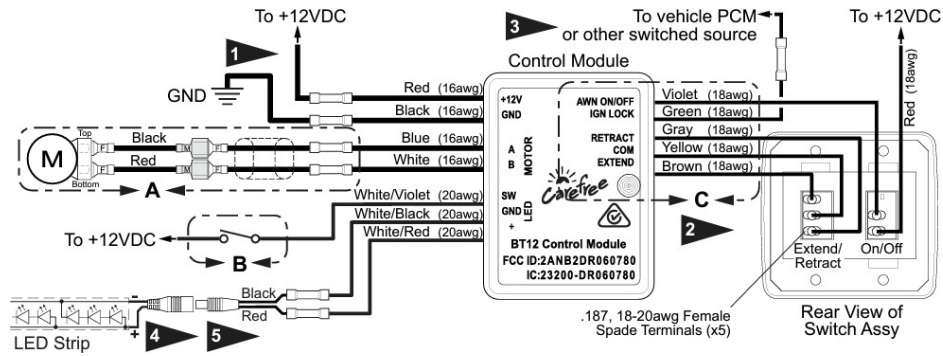 To +12VDC
1
GND
Red (16awg)
Black (16awg)
Blue (16awg)
White (16awg)
White/Violet (20awg)
White/Black (20awg)
White/Red (20awg)
M
Top
Bottom
F
F
Black
Red
M
M
F
F
A
To +12VDC
B
Black
Red
-
+
LED Strip
4
5
3
Control Module
+12V
GND
A
B
MOTOR
SW
GND
+
LED
AWN ON/OFF
IGN LOCK
RETRACT
COM
EXTEND
Carefree
BT12 Control Module
FCC ID:2ANB2DR060780
IC:23200-DR060780
To vehicle PCM
or other switched source
Violet (18awg)
Green (18awg)
Gray (18awg)
Yellow (18awg)
Brown (18awg)
C
2
To +12VDC
Red (18awg)
Extend/
Retract
On/Off
.187, 18-20awg Female
Spade Terminals (x5)
Rear View of
Switch Assy